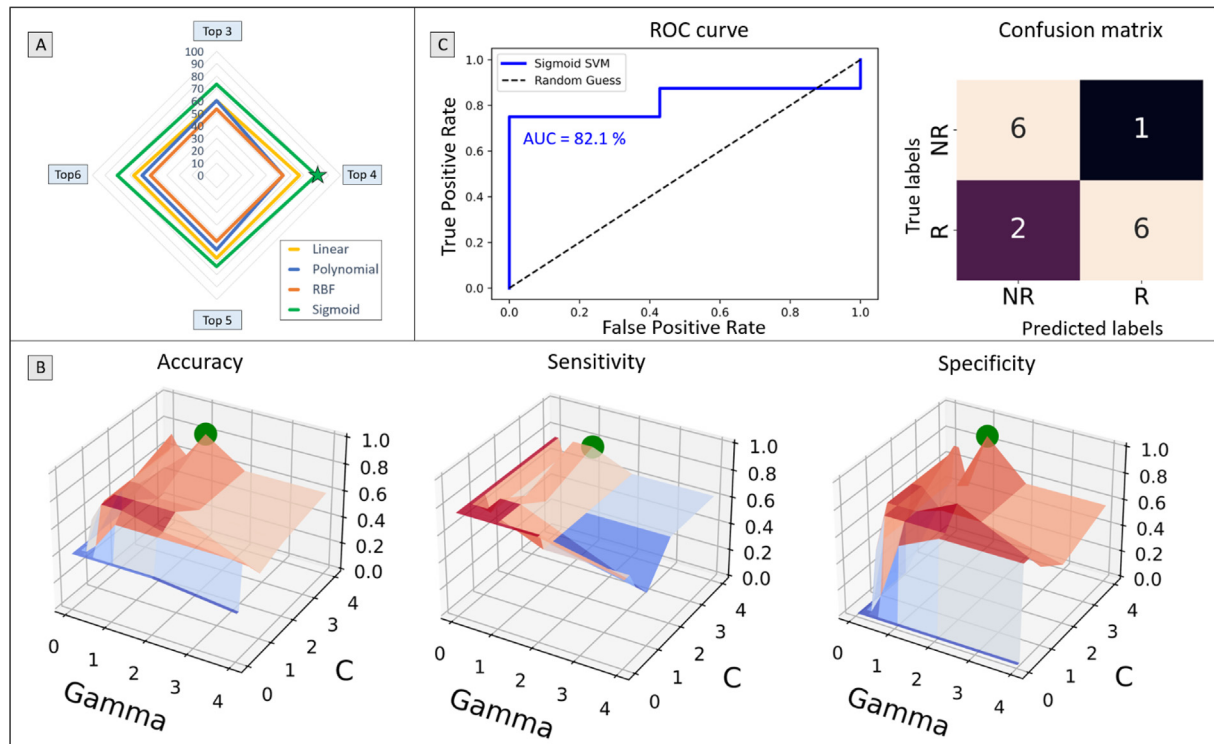 A
Top 3
100
90
80
70
60
50
40
30
20
10
0
Top6
Top 4
Top 5
Linear
Polynomial
RBF
Sigmoid
C
ROC curve
1.0
0.8
0.6
0.4
0.2
0.0
True Positive Rate
Sigmoid SVM
Random Guess
AUC = 82.1 %
0.0 0.2 0.4 0.6 0.8 1.0
False Positive Rate
Confusion matrix
True labels
NR
R
6 1
2 6
NR R
Predicted labels
B
Accuracy
1.0
0.8
0.6
0.4
0.2
0.0
0 1 2 3 4
Gamma
0 1 2 3 4
C
Sensitivity
1.0
0.8
0.6
0.4
0.2
0.0
0 1 2 3 4
Gamma
0 1 2 3 4
C
Specificity
1.0
0.8
0.6
0.4
0.2
0.0
0 1 2 3 4
Gamma
0 1 2 3 4
C